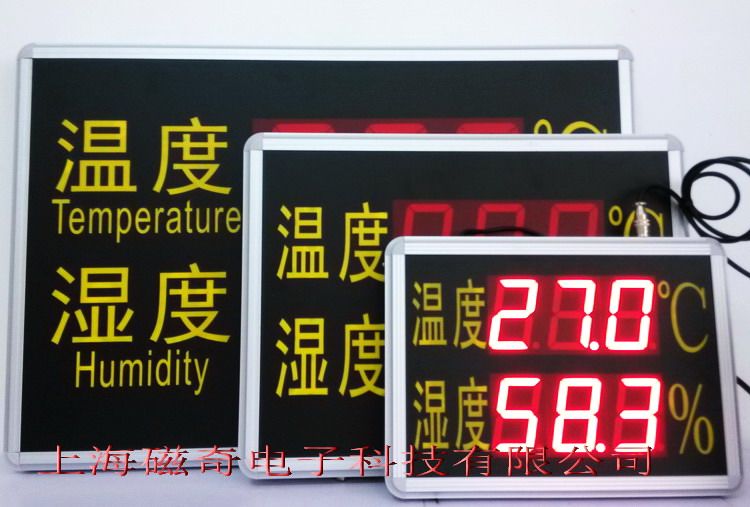 温度
Temperature
湿度
Humidity
温度
℃
湿度
温度 27.0 ℃
湿度 58.3 %
上海磁奇电子科技有限公司